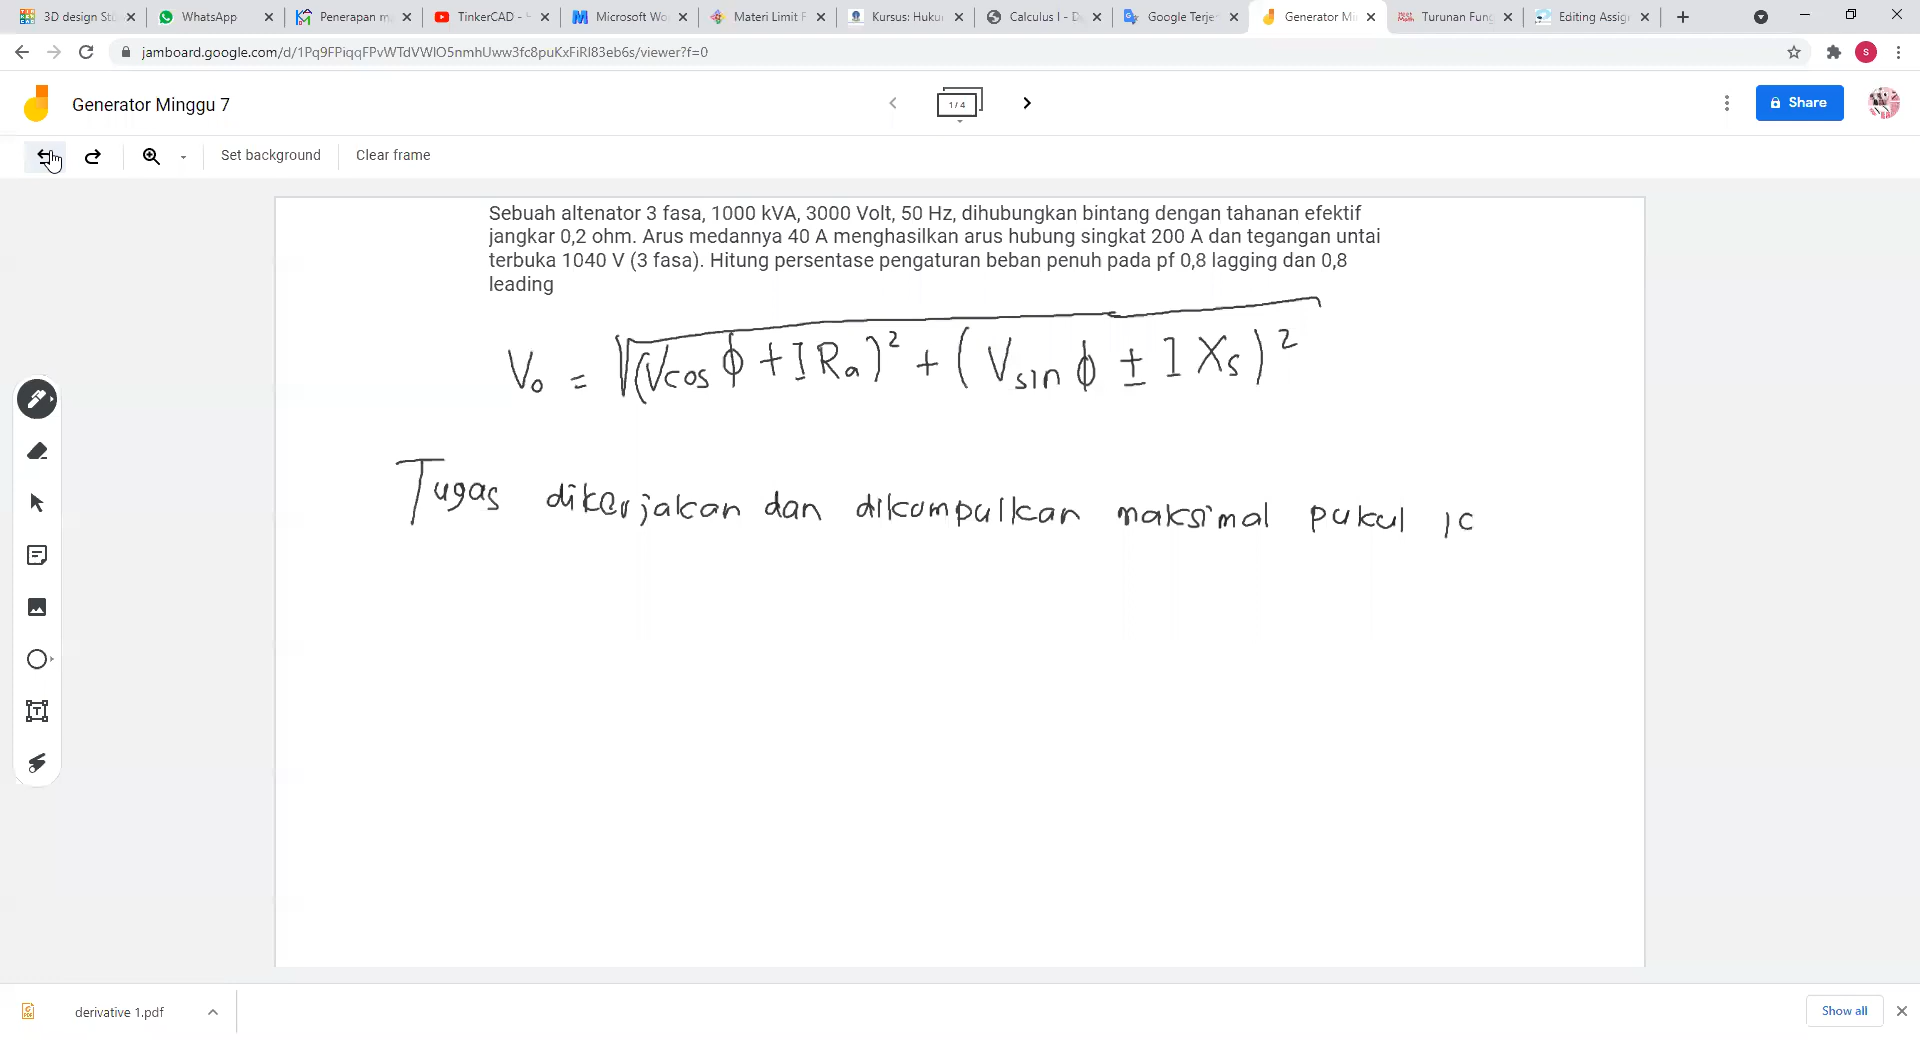 3D design Stu
WhatsApp
Penerapan m
TinkerCAD -
Microsoft Wo
Materi Limit F
Kursus: Huku
Calculus I - D
Google Terje
Generator Mi
Turunan Fung
Editing Assig
jamboard.google.com/d/1Pq9FPiqqFPvWTdVWlO5nmhUww3fc8puKxFiRl83eb6s/viewer?f=0
S
Generator Minggu 7
1 / 4
Share
Set background
Clear frame
Sebuah altenator 3 fasa, 1000 kVA, 3000 Volt, 50 Hz, dihubungkan bintang dengan tahanan efektif
jangkar 0,2 ohm. Arus medannya 40 A menghasilkan arus hubung singkat 200 A dan tegangan untai
terbuka 1040 V (3 fasa). Hitung persentase pengaturan beban penuh pada pf 0,8 lagging dan 0,8
leading
V₀ = √(Vcos ϕ + I Rₐ)² + (Vsin ϕ ± I Xs)²
Tugas dikerjakan dan dikumpulkan maksimal pukul
derivative 1.pdf
Show all